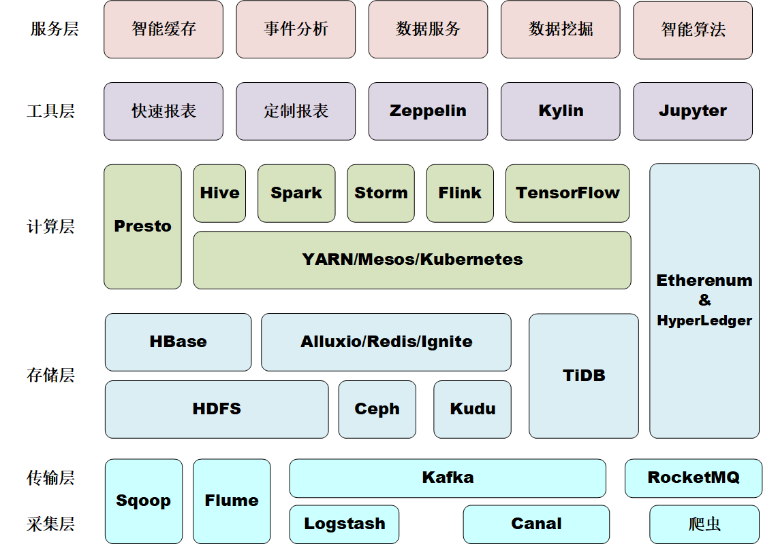 服务层
智能缓存
事件分析
数据服务
数据挖掘
智能算法
工具层
快速报表
定制报表
Zeppelin
Kylin
Jupyter
计算层
Presto
Hive
Spark
Storm
Flink
TensorFlow
YARN/Mesos/Kubernetes
Etherenum
&
HyperLedger
存储层
HBase
Alluxio/Redis/Ignite
TiDB
HDFS
Ceph
Kudu
传输层
Sqoop
Flume
Kafka
RocketMQ
采集层
Logstash
Canal
爬虫